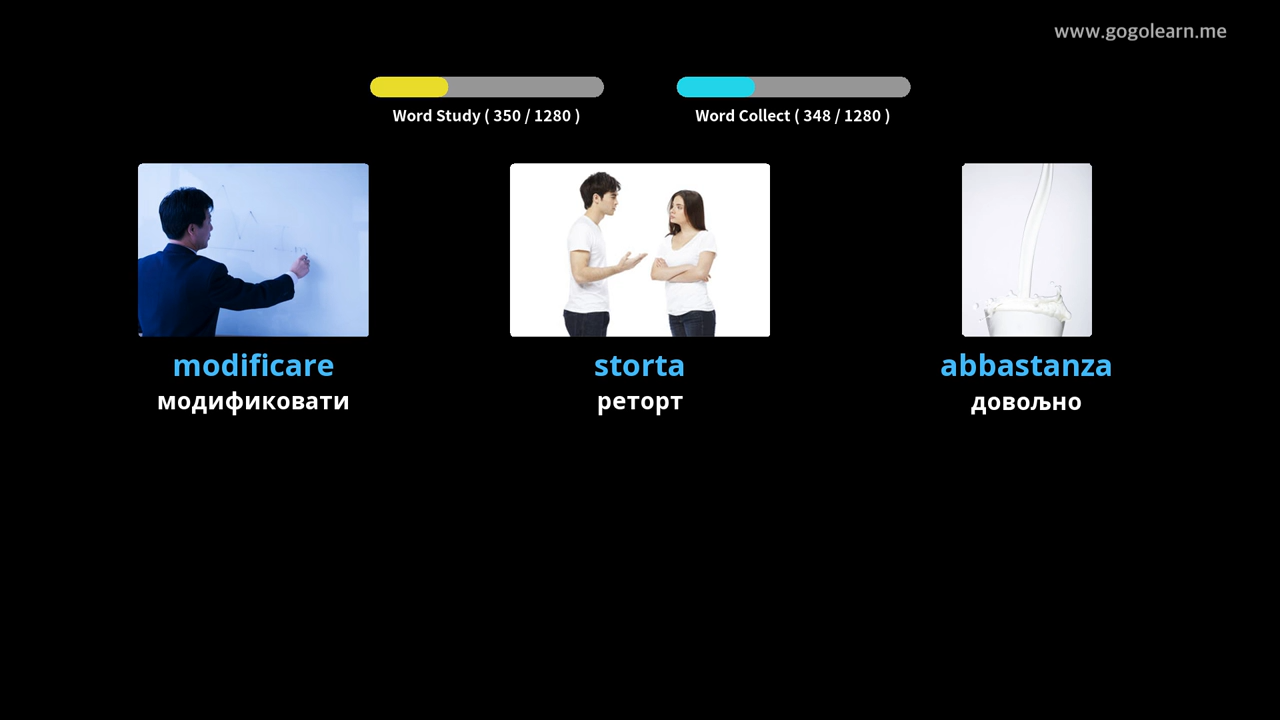 www.gogolearn.me
Word Study ( 350 / 1280 )
Word Collect ( 348 / 1280 )
modificare
модификовати
storta
реторт
abbastanza
довољно